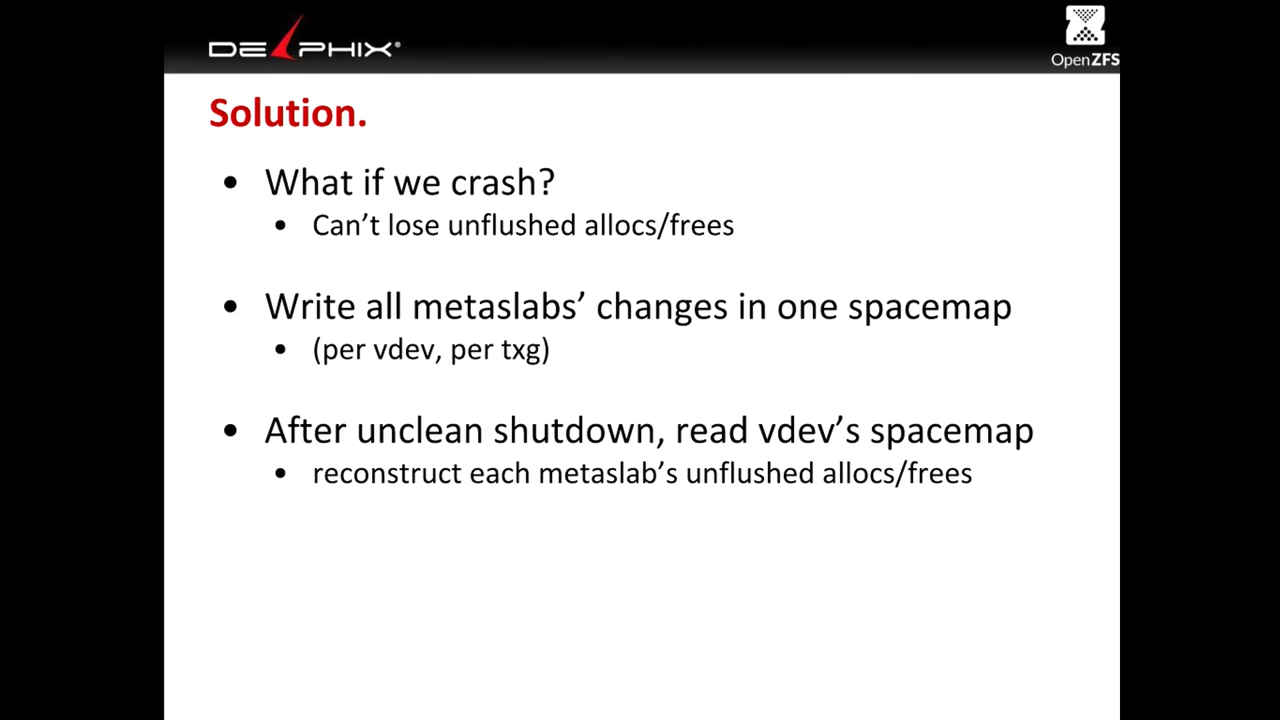 DELPHIX®
OpenZFS
Solution.
• What if we crash?
• Can’t lose unflushed allocs/frees
• Write all metaslabs’ changes in one spacemap
• (per vdev, per txg)
• After unclean shutdown, read vdev’s spacemap
• reconstruct each metaslab’s unflushed allocs/frees